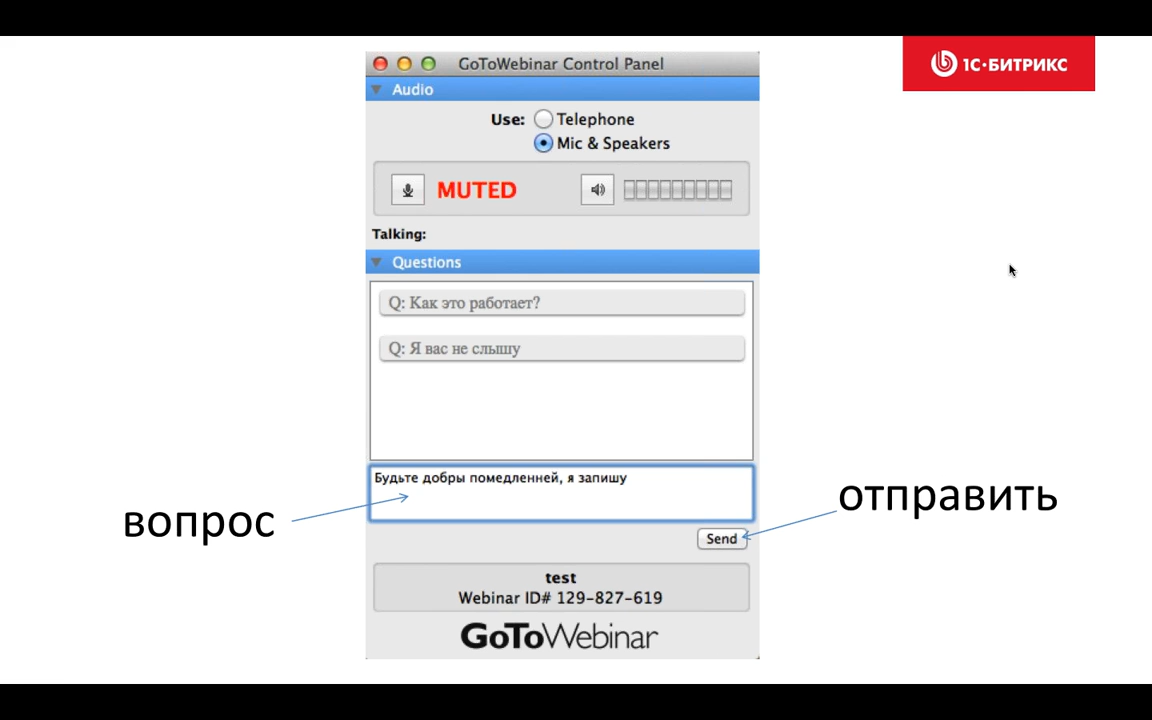 GoToWebinar Control Panel
1С·БИТРИКС
Audio
Use: Telephone
Mic & Speakers
MUTED
Talking:
Questions
Q: Как это работает?
Q: Я вас не слышу
Будьте добры помедленней, я запишу
вопрос
отправить
Send
test
Webinar ID# 129-827-619
GoToWebinar